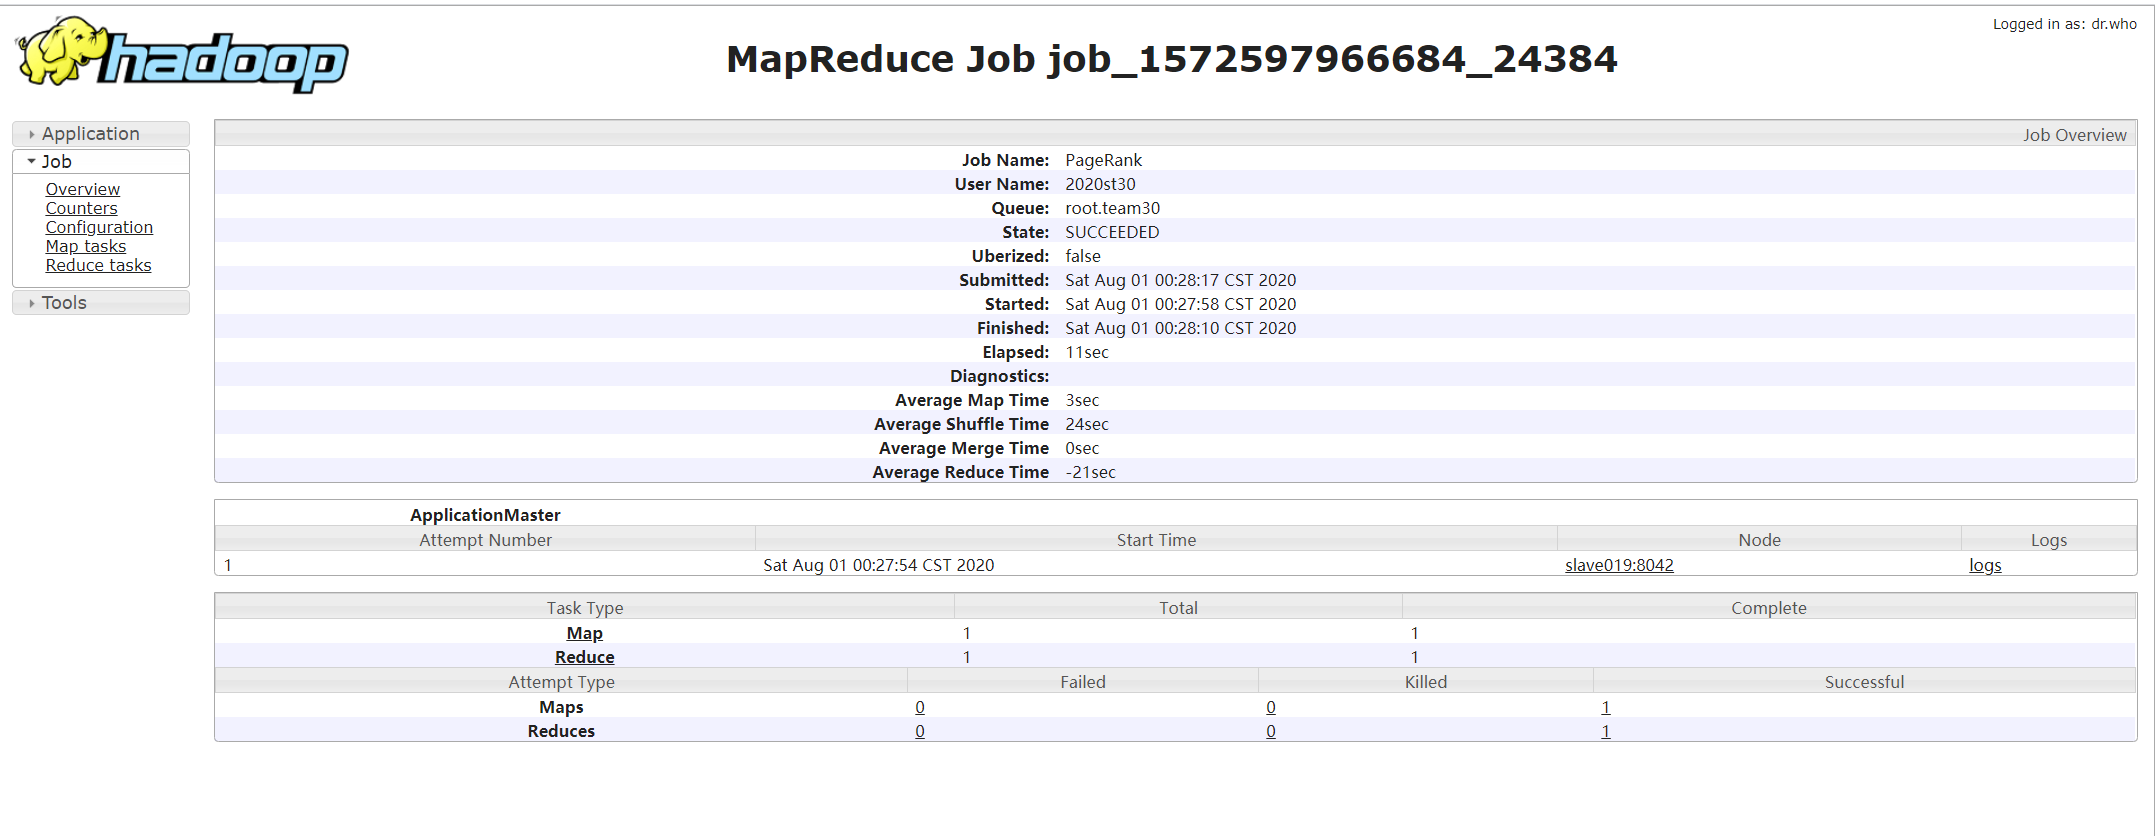 Logged in as: dr.who
hadoop
MapReduce Job job_1572597966684_24384
Application
Job
Overview
Counters
Configuration
Map tasks
Reduce tasks
Tools
Job Overview
Job Name: PageRank
User Name: 2020st30
Queue: root.team30
State: SUCCEEDED
Uberized: false
Submitted: Sat Aug 01 00:28:17 CST 2020
Started: Sat Aug 01 00:27:58 CST 2020
Finished: Sat Aug 01 00:28:10 CST 2020
Elapsed: 11sec
Diagnostics:
Average Map Time 3sec
Average Shuffle Time 24sec
Average Merge Time 0sec
Average Reduce Time -21sec
ApplicationMaster
Attempt Number Start Time Node Logs
1 Sat Aug 01 00:27:54 CST 2020 slave019:8042 logs
Task Type Total Complete
Map 1 1
Reduce 1 1
Attempt Type Failed Killed Successful
Maps 0 0 1
Reduces 0 0 1